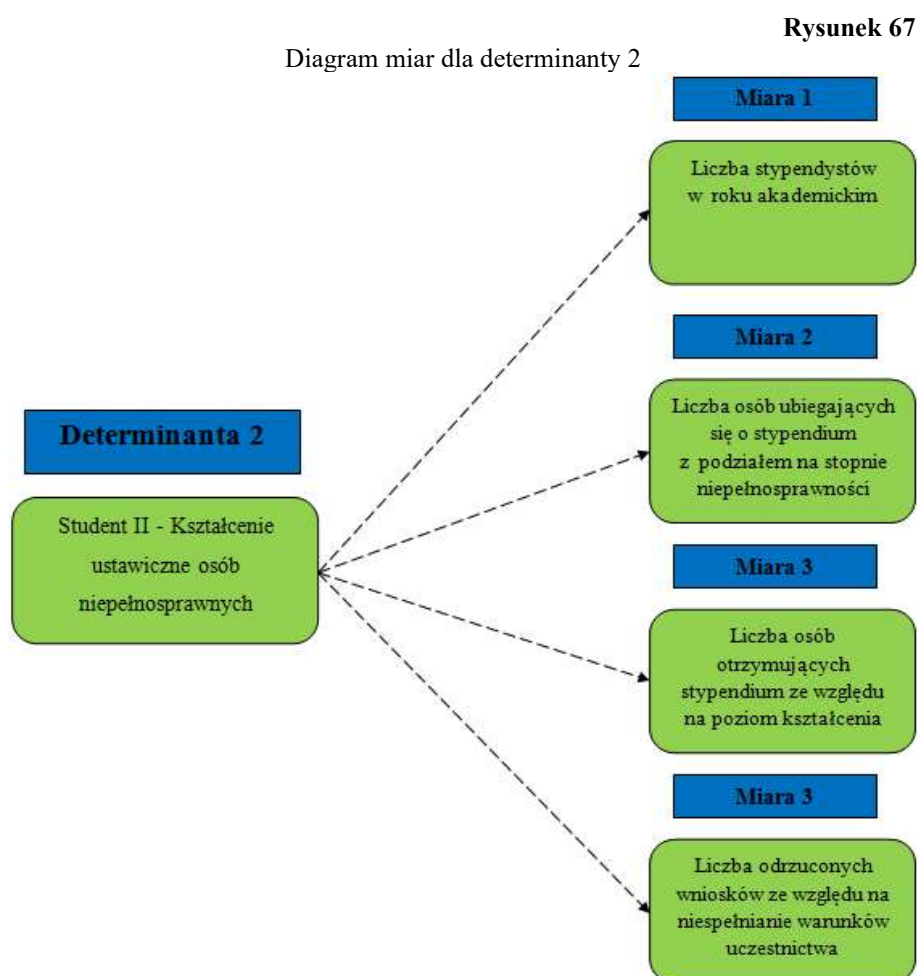 Rysunek 67
Diagram miar dla determinanty 2
Miara 1
Liczba stypendystów
w roku akademickim
Miara 2
Liczba osób ubiegających
się o stypendium
z podziałem na stopnie
niepełnosprawności
Determinanta 2
Student II - Kształcenie
ustawiczne osób
niepełnosprawnych
Miara 3
Liczba osób
otrzymujących
stypendium ze względu
na poziom kształcenia
Miara 3
Liczba odrzuconych
wniosków ze względu na
niespełnianie warunków
uczestnictwa